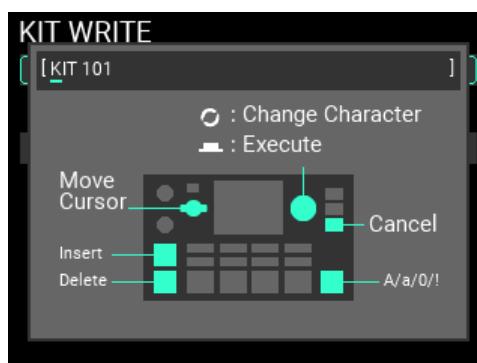 KIT WRITE
[KIT 101 ]
: Change Character
: Execute
Move
Cursor
Cancel
Insert
Delete
A/a/0/!